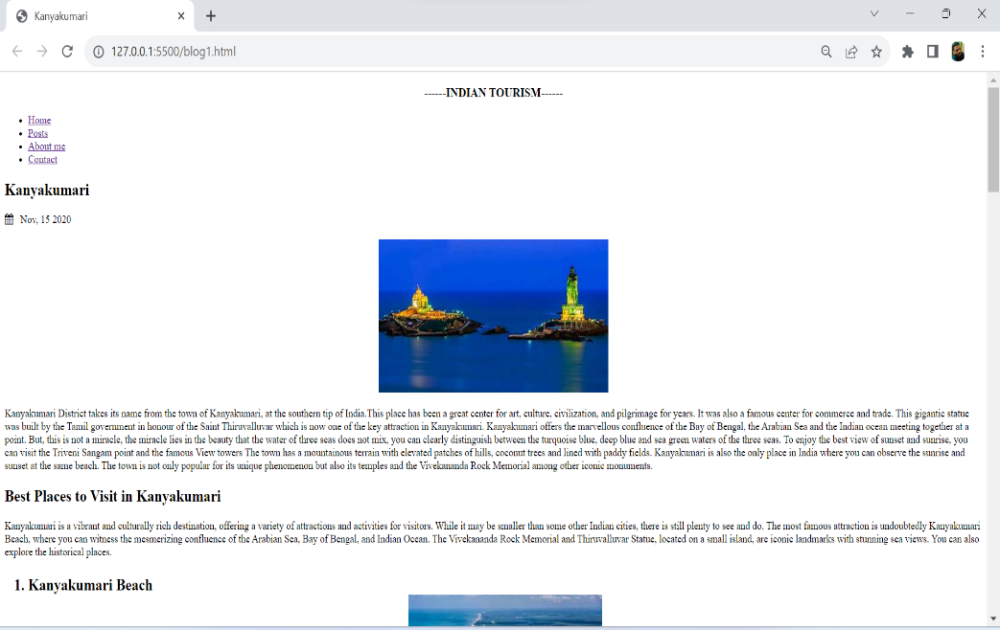 Kanyakumari
127.0.0.1:5500/blog1.html
------INDIAN TOURISM------
Home
Posts
About me
Contact
Kanyakumari
Nov, 15 2020
Kanyakumari District takes its name from the town of Kanyakumari, at the southern tip of India.This place has been a great center for art, culture, civilization, and pilgrimage for years. It was also a famous center for commerce and trade. This gigantic statue
was built by the Tamil government in honour of the Saint Thiruvalluvar which is now one of the key attraction in Kanyakumari. Kanyakumari offers the marvellous confluence of the Bay of Bengal, the Arabian Sea and the Indian ocean meeting together at a
point. But, this is not a miracle, the miracle lies in the beauty that the water of three seas does not mix, you can clearly distinguish between the turquoise blue, deep blue and sea green waters of the three seas. To enjoy the best view of sunset and sunrise, you
can visit the Triveni Sangam point and the famous View towers The town has a mountainous terrain with elevated patches of hills, coconut trees and lined with paddy fields. Kanyakumari is also the only place in India where you can observe the sunrise and
sunset at the same beach. The town is not only popular for its unique phenomenon but also its temples and the Vivekananda Rock Memorial among other iconic monuments.
Best Places to Visit in Kanyakumari
Kanyakumari is a vibrant and culturally rich destination, offering a variety of attractions and activities for visitors. While it may be smaller than some other Indian cities, there is still plenty to see and do. The most famous attraction is undoubtedly Kanyakumari
Beach, where you can witness the mesmerizing confluence of the Arabian Sea, Bay of Bengal, and Indian Ocean. The Vivekananda Rock Memorial and Thiruvalluvar Statue, located on a small island, are iconic landmarks with stunning sea views. You can also
explore the historical places.
1. Kanyakumari Beach